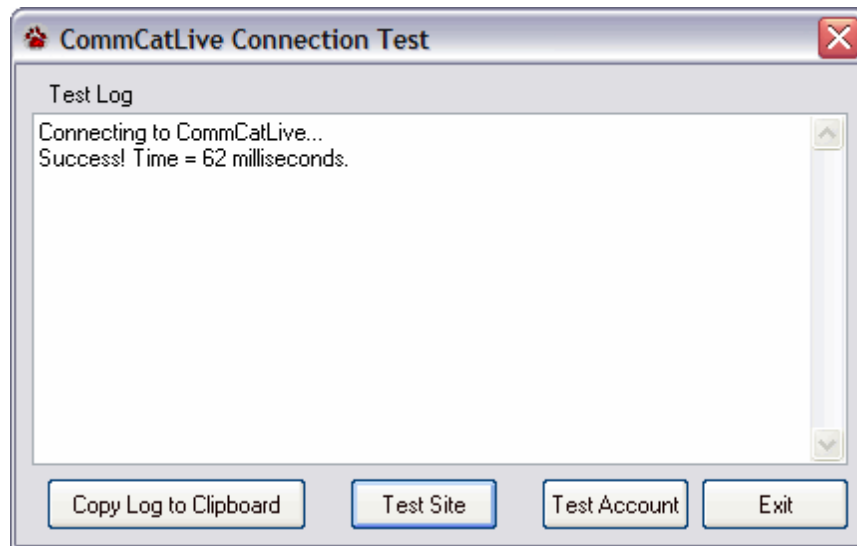 CommCatLive Connection Test
Test Log
Connecting to CommCatLive...
Success! Time = 62 milliseconds.
Copy Log to Clipboard
Test Site
Test Account
Exit